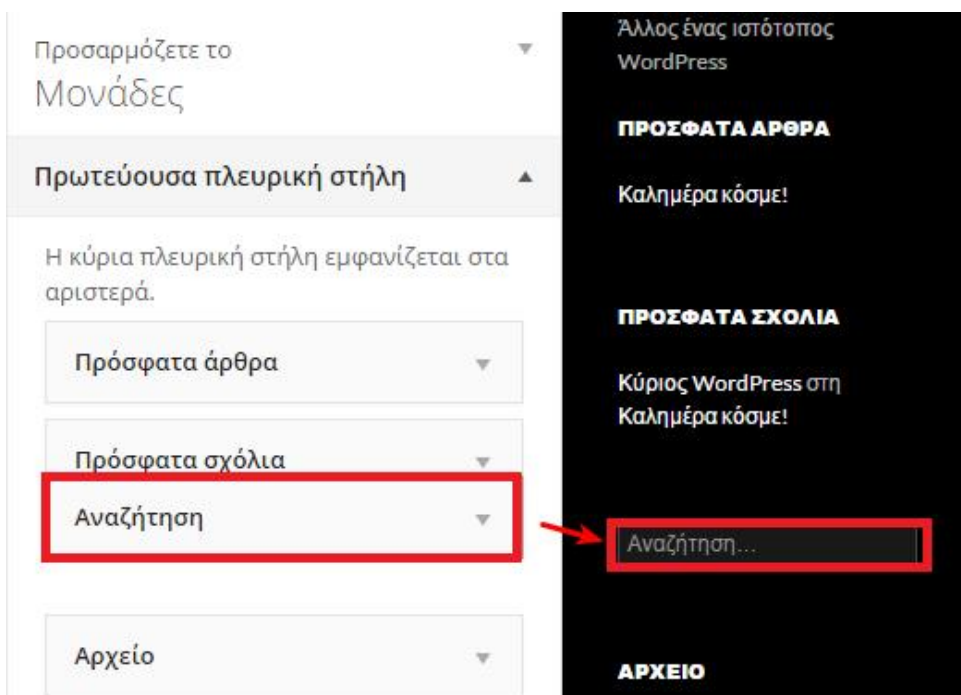 Προσαρμόζετε το
Μονάδες
Πρωτεύουσα πλευρική στήλη
Η κύρια πλευρική στήλη εμφανίζεται στα
αριστερά.
Πρόσφατα άρθρα
Πρόσφατα σχόλια
Αναζήτηση
Αρχείο
Άλλος ένας ιστότοπος
WordPress
ΠΡΟΣΦΑΤΑ ΑΡΘΡΑ
Καλημέρα κόσμε!
ΠΡΟΣΦΑΤΑ ΣΧΟΛΙΑ
Κύριος WordPress στη
Καλημέρα κόσμε!
Αναζήτηση...
ΑΡΧΕΙΟ